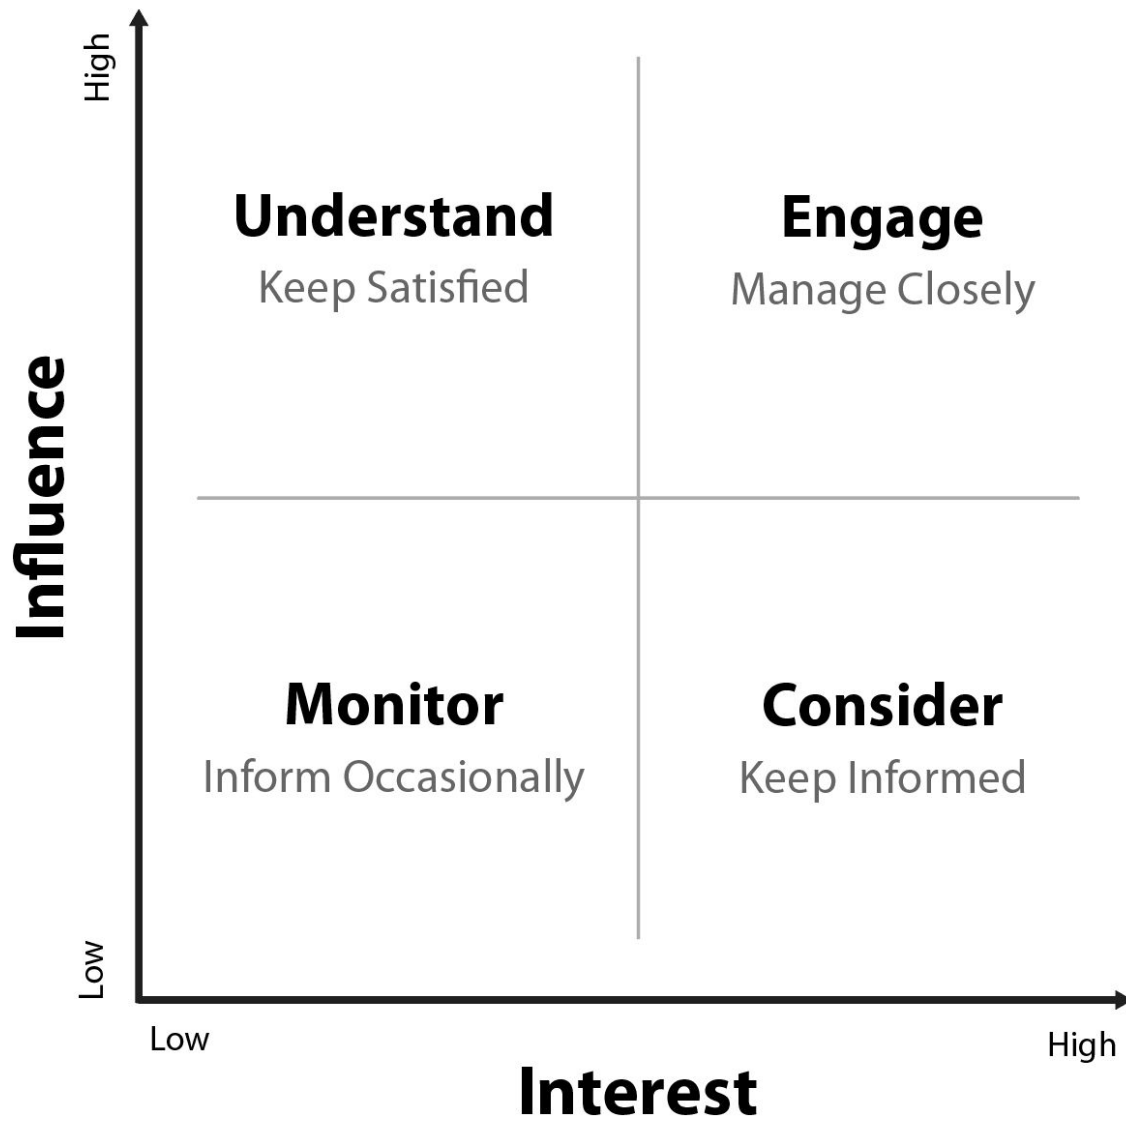 High
Understand
Keep Satisfied
Engage
Manage Closely
Influence
Monitor
Inform Occasionally
Consider
Keep Informed
Low
Low
High
Interest